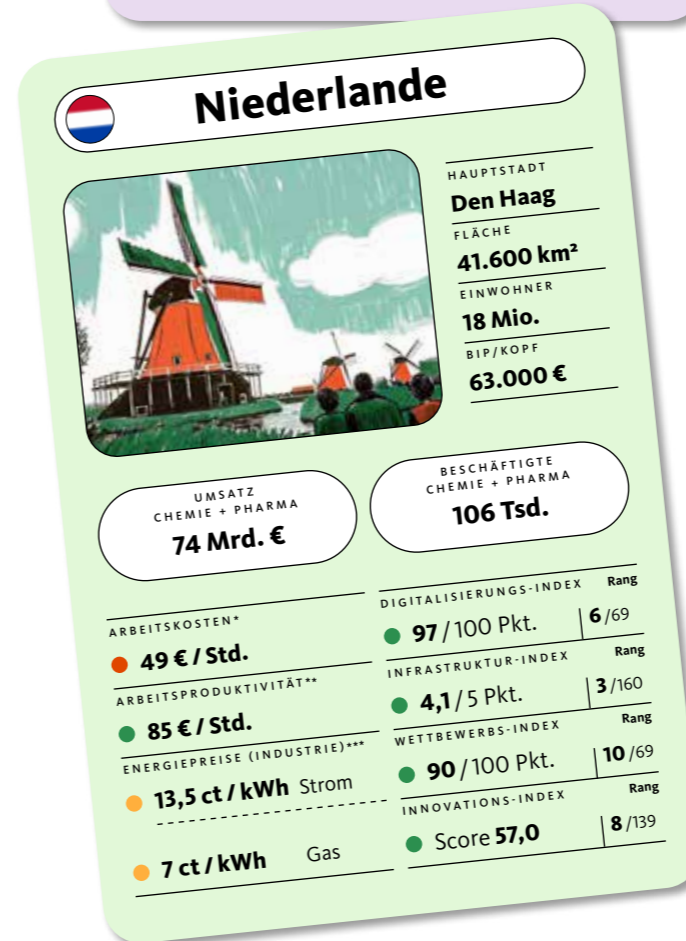 Niederlande
HAUPTSTADT
Den Haag
FLÄCHE
41.600 km²
EINWOHNER
18 Mio.
BIP/KOPF
63.000 €
UMSATZ
CHEMIE + PHARMA
74 Mrd. €
BESCHÄFTIGTE
CHEMIE + PHARMA
106 Tsd.
ARBEITSKOSTEN*
49 € / Std.
ARBEITSPRODUKTIVITÄT**
85 € / Std.
ENERGIEPREISE (INDUSTRIE)***
13,5 ct / kWh Strom
7 ct / kWh Gas
DIGITALISIERUNGS-INDEX Rang
97 / 100 Pkt. 6 /69
INFRASTRUKTUR-INDEX Rang
4,1 / 5 Pkt. 3 /160
WETTBEWERBS-INDEX Rang
90 / 100 Pkt. 10 /69
INNOVATIONS-INDEX Rang
Score 57,0 8 /139